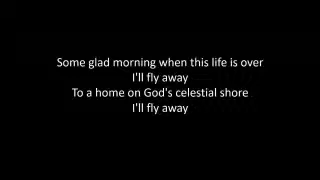 Some glad morning when this life is over
I'll fly away
To a home on God's celestial shore
I'll fly away